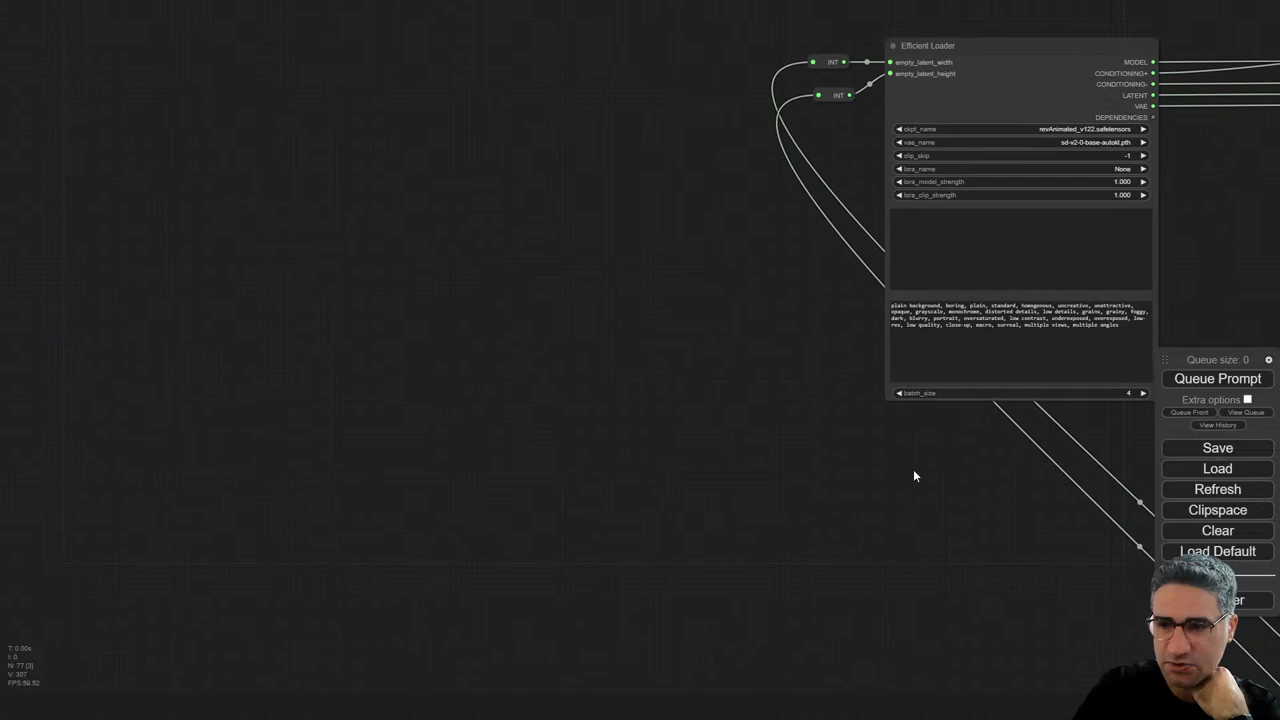 Efficient Loader
INT
empty_latent_width
MODEL
empty_latent_height
CONDITIONING+
CONDITIONING-
INT
LATENT
VAE
DEPENDENCIES
ckpt_name revAnimated_v122.safetensors
vae_name sd-v2-0-base-autokl.pth
clip_skip -1
lora_name None
lora_model_strength 1.000
lora_clip_strength 1.000
plain background, boring, plain, standard, homogenous, uncreative, unattractive,
opaque, grayscale, monochrome, distorted details, low details, grains, grainy, foggy,
dark, blurry, portrait, oversaturated, low contrast, underexposed, overexposed, low-
res, low quality, close-up, macro, surreal, multiple views, multiple angles
batch_size 4
Queue size: 0
Queue Prompt
Extra options
Queue Front View Queue
View History
Save
Load
Refresh
Clipspace
Clear
Load Default
er
T: 0.00s
I: 0
N: 77 [3]
V: 307
FPS:59.52